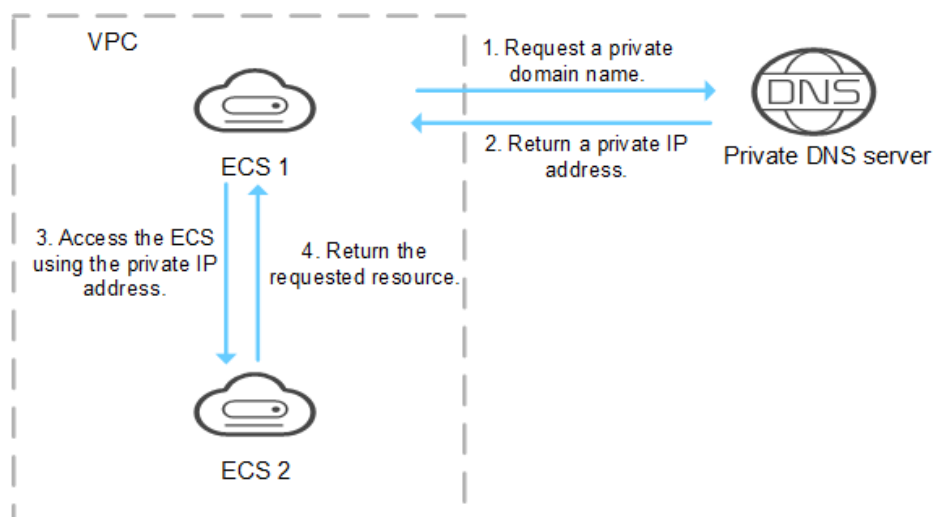 VPC
1. Request a private
domain name.
DNS
2. Return a private IP
address.
Private DNS server
ECS 1
3. Access the ECS
using the private IP
address.
4. Return the
requested resource.
ECS 2